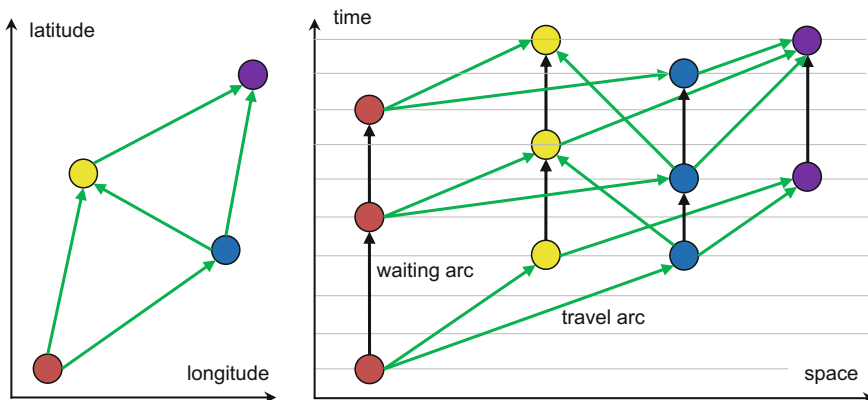 latitude
longitude
time
waiting arc
travel arc
space